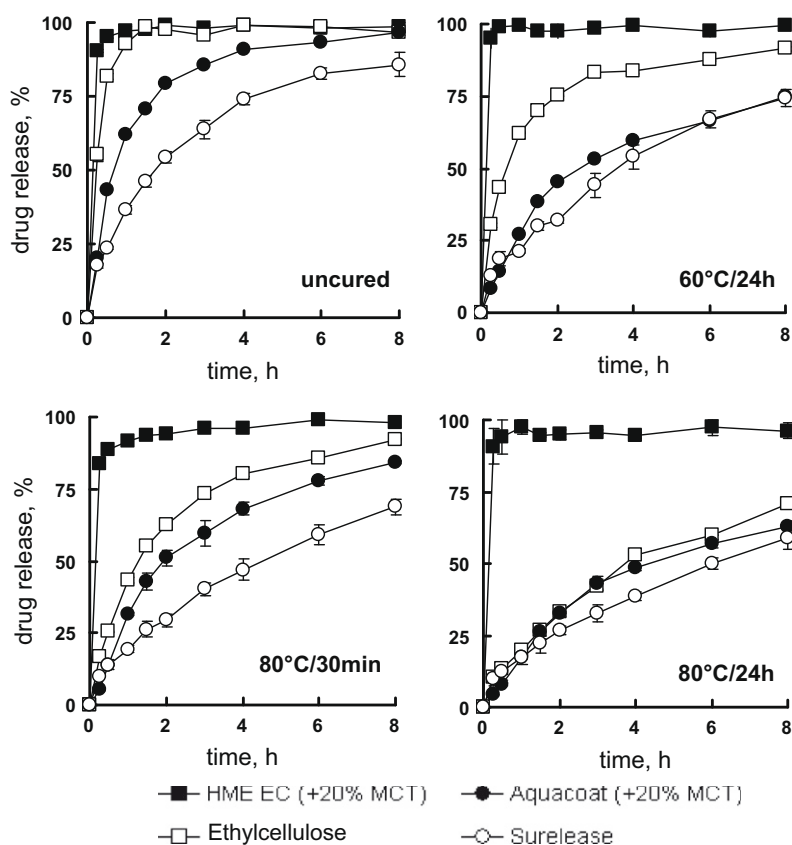 100
75
50
25
0
drug release, %
uncured
0 2 4 6 8
time, h
100
75
50
25
0
60°C/24h
0 2 4 6 8
time, h
100
75
50
25
0
drug release, %
80°C/30min
0 2 4 6 8
time, h
100
75
50
25
0
80°C/24h
0 2 4 6 8
time, h
HME EC (+20% MCT)
Aquacoat (+20% MCT)
Ethylcellulose
Surelease